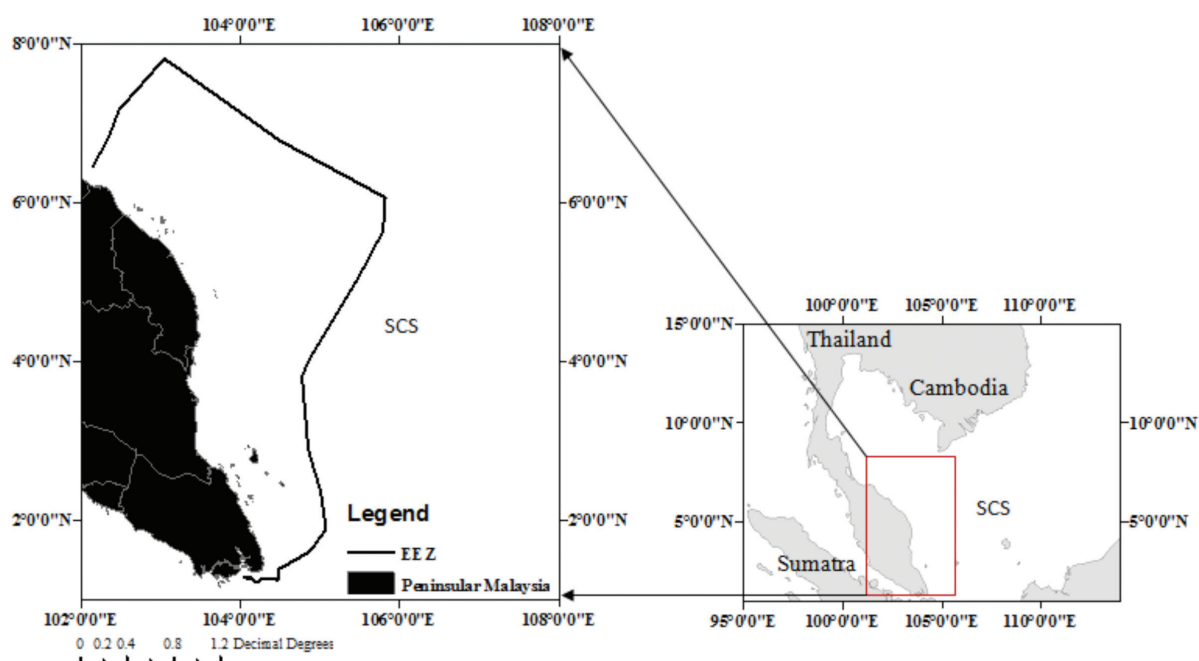 104°0'0"E 106°0'0"E 108°0'0"E
8°0'0"N
6°0'0"N 6°0'0"N
SCS
4°0'0"N 4°0'0"N
2°0'0"N 2°0'0"N
Legend
EEZ
Peninsular Malaysia
102°0'0"E 104°0'0"E 106°0'0"E 108°0'0"E
0 0.2 0.4 0.8 1.2 Decimal Degrees
100°0'0"E 105°0'0"E 110°0'0"E
15°0'0"N
Thailand
Cambodia
10°0'0"N 10°0'0"N
SCS
5°0'0"N 5°0'0"N
Sumatra
95°0'0"E 100°0'0"E 105°0'0"E 110°0'0"E